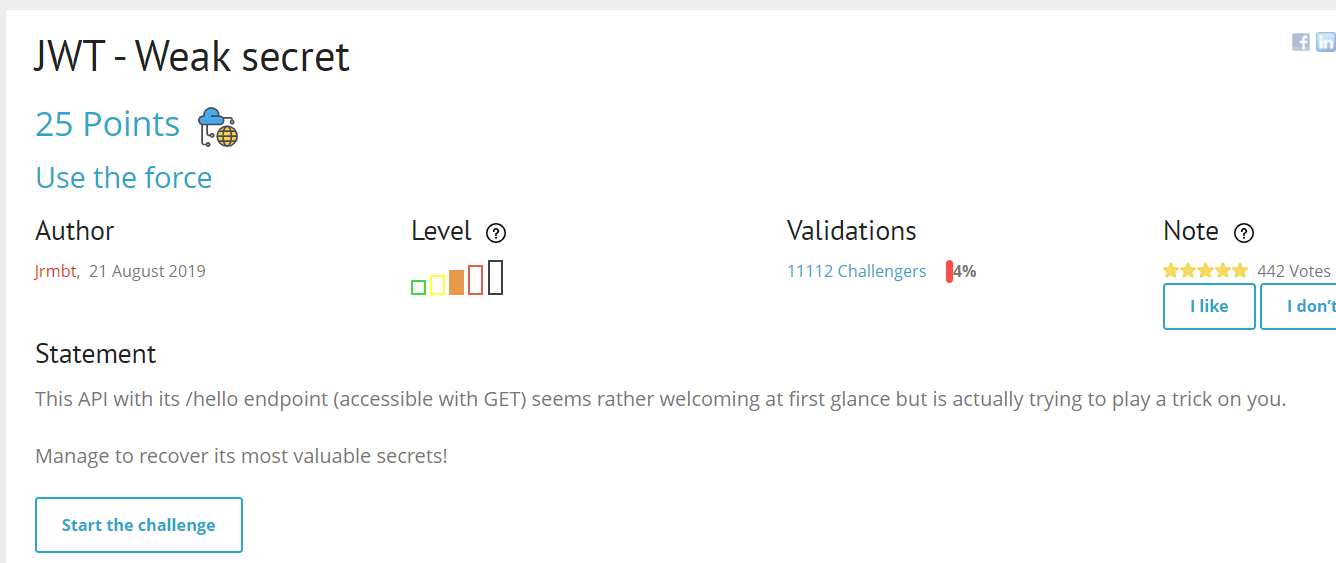 JWT - Weak secret
25 Points
Use the force
Author Level ? Validations Note ?
Jrmbt, 21 August 2019 11112 Challengers 4% 442 Votes
I like I don't
Statement
This API with its /hello endpoint (accessible with GET) seems rather welcoming at first glance but is actually trying to play a trick on you.
Manage to recover its most valuable secrets!
Start the challenge